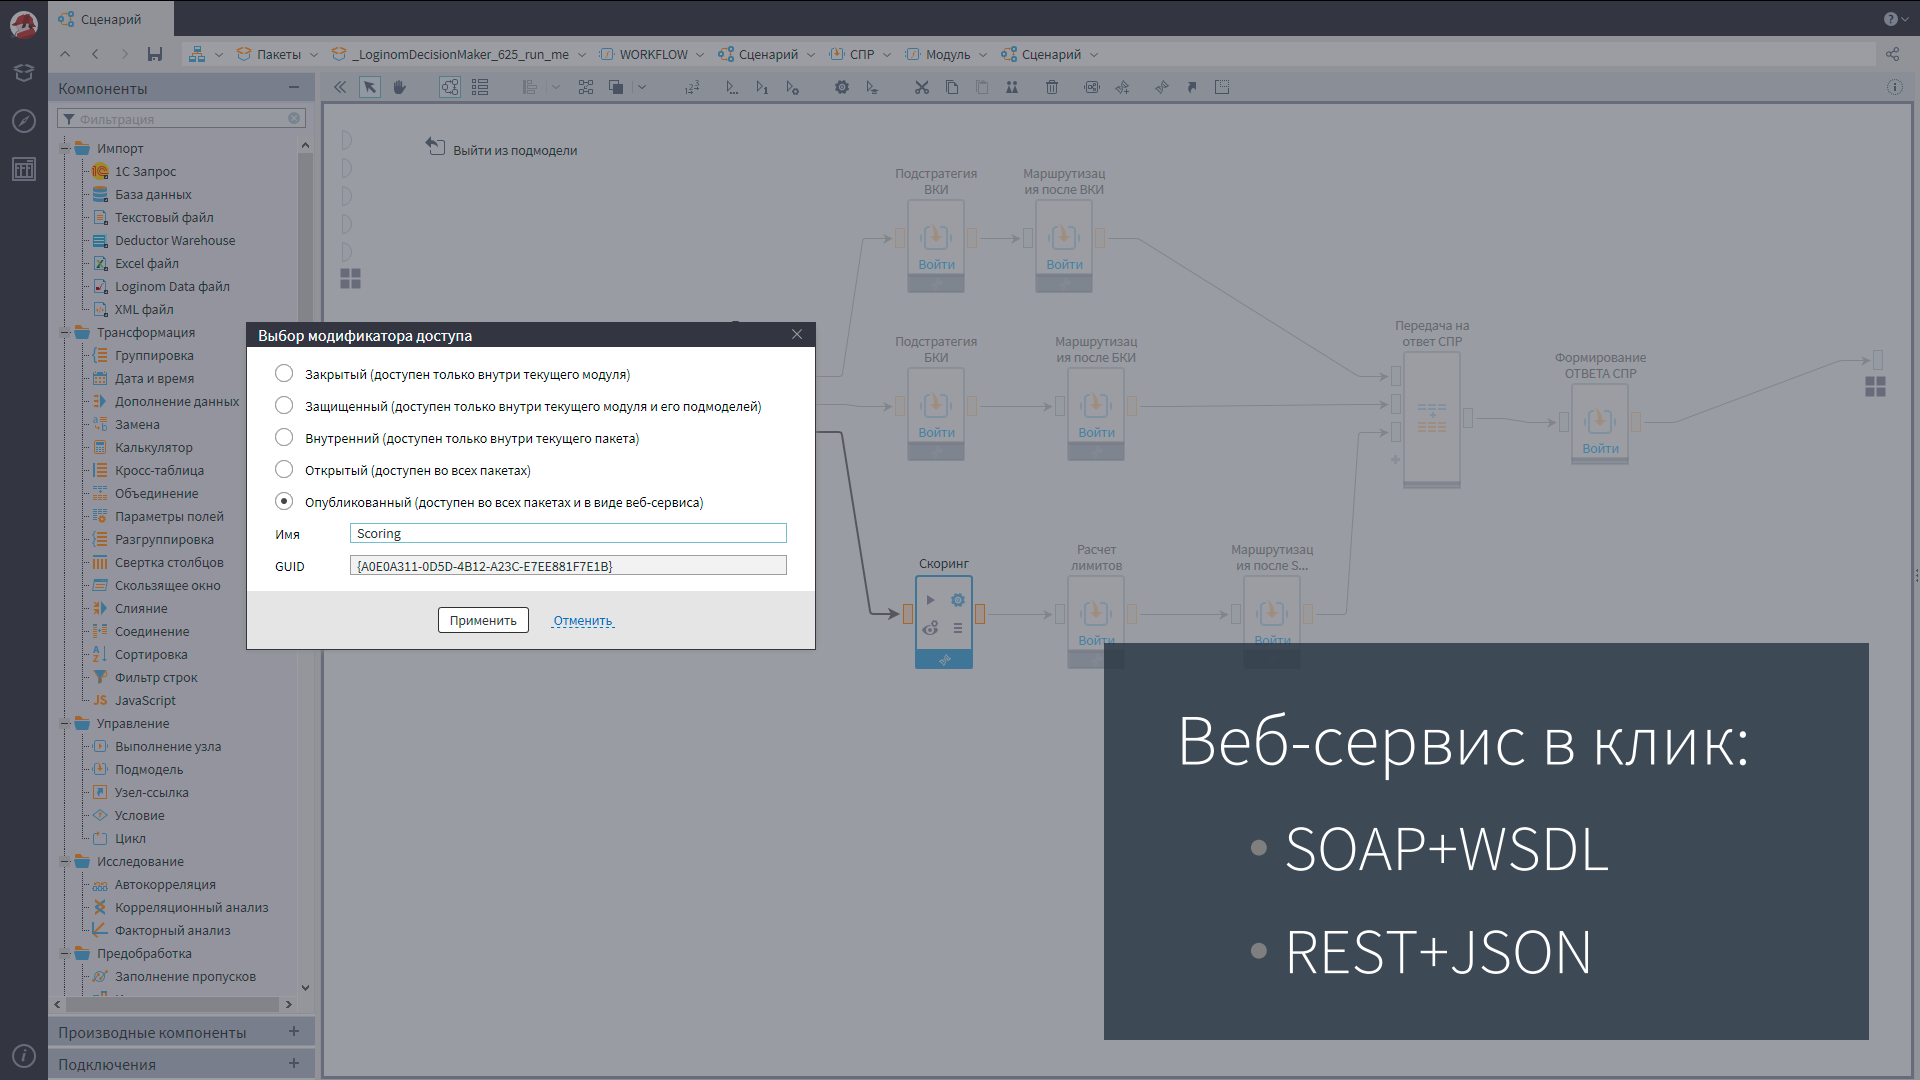 Сценарий
Пакеты
_LoginomDecisionMaker_625_run_me
WORKFLOW
Сценарий
СПР
Модуль
Сценарий
Компоненты
Фильтрация
Импорт
1С Запрос
База данных
Текстовый файл
Deductor Warehouse
Excel файл
Loginom Data файл
XML файл
Трансформация
Группировка
Дата и время
Дополнение данных
Замена
Калькулятор
Кросс-таблица
Объединение
Параметры полей
Разгруппировка
Свертка столбцов
Скользящее окно
Слияние
Соединение
Сортировка
Фильтр строк
JS JavaScript
Управление
Выполнение узла
Подмодель
Узел-ссылка
Условие
Цикл
Исследование
Автокорреляция
Корреляционный анализ
Факторный анализ
Предобработка
Заполнение пропусков
Производные компоненты
Подключения
Выйти из подмодели
Подстратегия
ВКИ
Войти
Маршрутизац
ия после ВКИ
Войти
Подстратегия
БКИ
Войти
Маршрутизац
ия после БКИ
Войти
Передача на
ответ СПР
Формирование
ОТВЕТА СПР
Войти
Скоринг
Расчет
лимитов
Войти
Маршрутизац
ия после S...
Войти
Выбор модификатора доступа
Закрытый (доступен только внутри текущего модуля)
Защищенный (доступен только внутри текущего модуля и его подмоделей)
Внутренний (доступен только внутри текущего пакета)
Открытый (доступен во всех пакетах)
Опубликованный (доступен во всех пакетах и в виде веб-сервиса)
Имя Scoring
GUID {A0E0A311-0D5D-4B12-A23C-E7EE881F7E1B}
Применить Отменить
Веб-сервис в клик:
• SOAP+WSDL
• REST+JSON